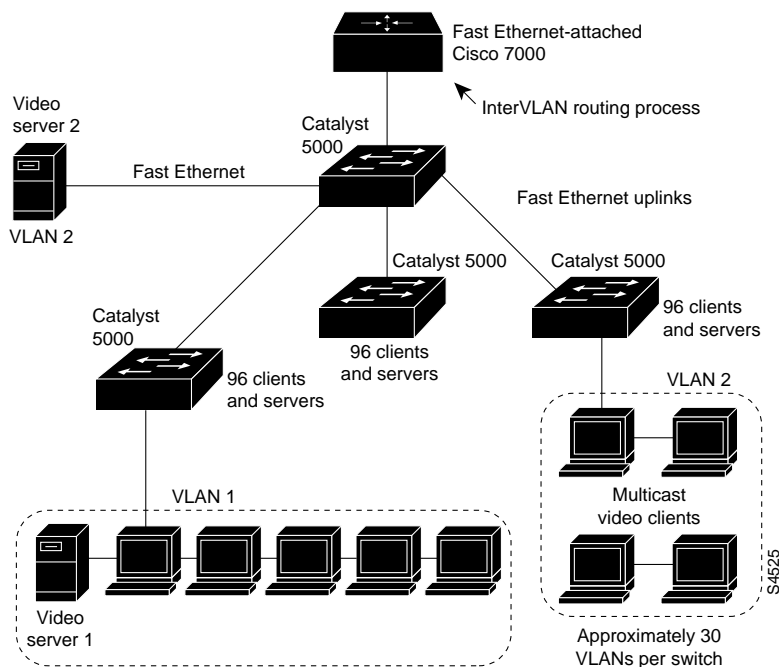 Fast Ethernet-attached
Cisco 7000
InterVLAN routing process
Video
server 2
Catalyst
5000
Fast Ethernet
VLAN 2
Fast Ethernet uplinks
Catalyst 5000
Catalyst 5000
Catalyst
5000
96 clients
and servers
96 clients
and servers
96 clients
and servers
VLAN 2
VLAN 1
Multicast
video clients
Video
server 1
Approximately 30
VLANs per switch
S4525